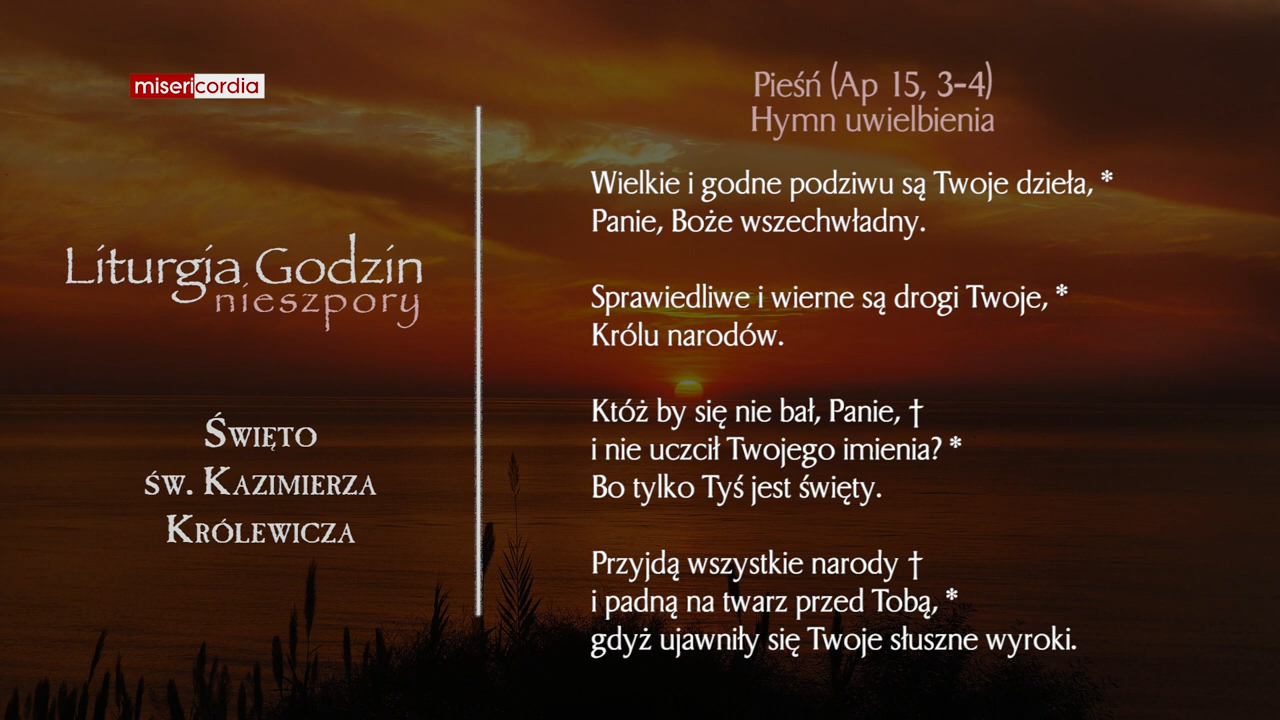 misericordia
Liturgia Godzin
nieszpory
Święto
św. Kazimierza
Królewicza
Pieśń (Ap 15, 3-4)
Hymn uwielbienia
Wielkie i godne podziwu są Twoje dzieła, *
Panie, Boże wszechwładny.
Sprawiedliwe i wierne są drogi Twoje, *
Królu narodów.
Któż by się nie bał, Panie, †
i nie uczcił Twojego imienia? *
Bo tylko Tyś jest święty.
Przyjdą wszystkie narody †
i padną na twarz przed Tobą, *
gdyż ujawniły się Twoje słuszne wyroki.